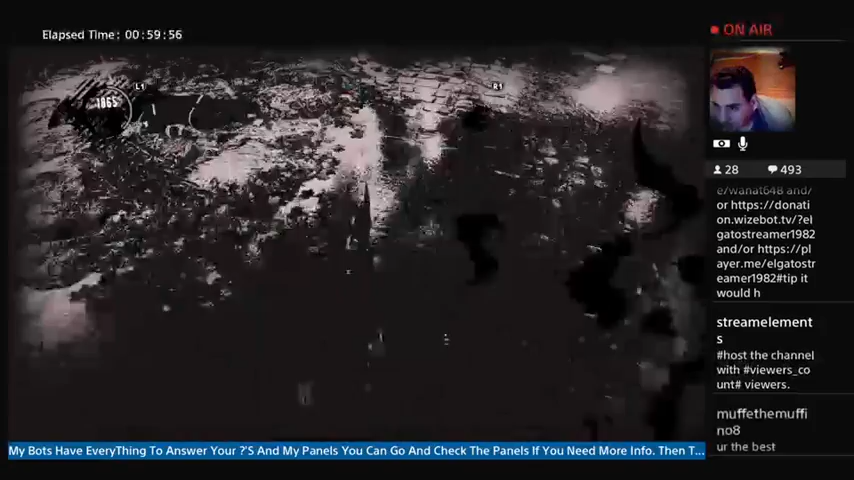 Elapsed Time: 00:59:56
ON AIR
L1
R1
1865
28 493
e/wanat648 and/
or https://donati
on.wizebot.tv/?el
gatostreamer1982
and/or https://pl
ayer.me/elgatostr
eamer1982#tip it
would h
streamelement
s
#host the channel
with #viewers_co
unt# viewers.
muffethemuffi
no8
ur the best
My Bots Have EveryThing To Answer Your ?'S And My Panels You Can Go And Check The Panels If You Need More Info. Then T...